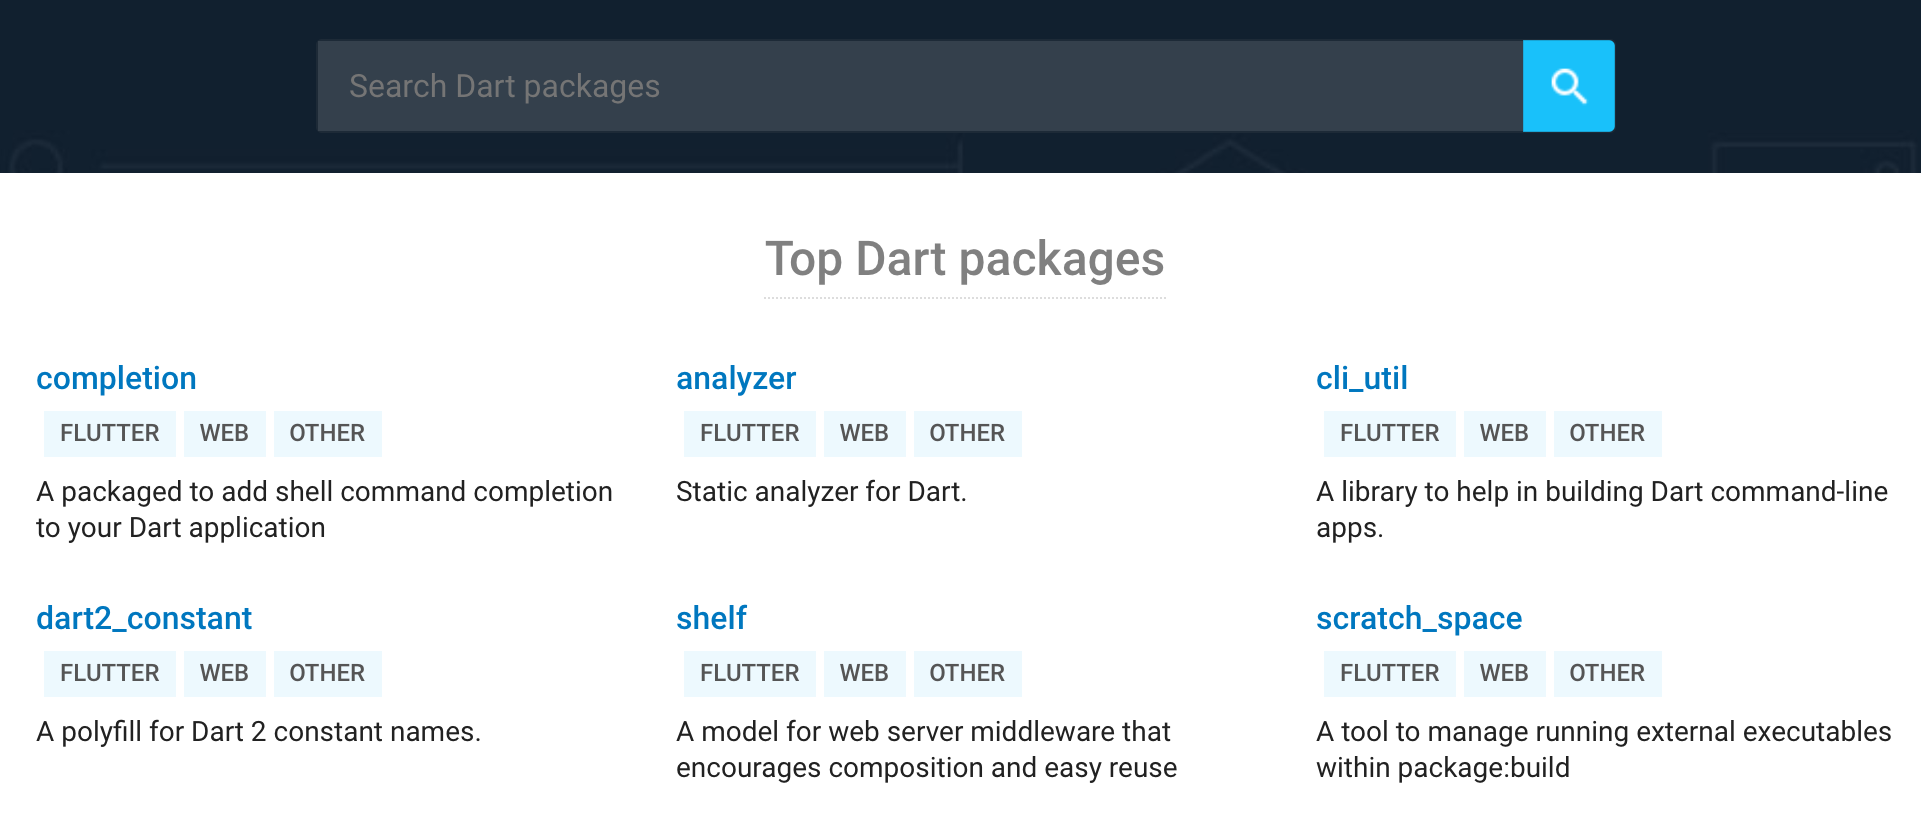 Search Dart packages
Top Dart packages
completion
FLUTTER WEB OTHER
A packaged to add shell command completion
to your Dart application
analyzer
FLUTTER WEB OTHER
Static analyzer for Dart.
cli_util
FLUTTER WEB OTHER
A library to help in building Dart command-line
apps.
dart2_constant
FLUTTER WEB OTHER
A polyfill for Dart 2 constant names.
shelf
FLUTTER WEB OTHER
A model for web server middleware that
encourages composition and easy reuse
scratch_space
FLUTTER WEB OTHER
A tool to manage running external executables
within package:build